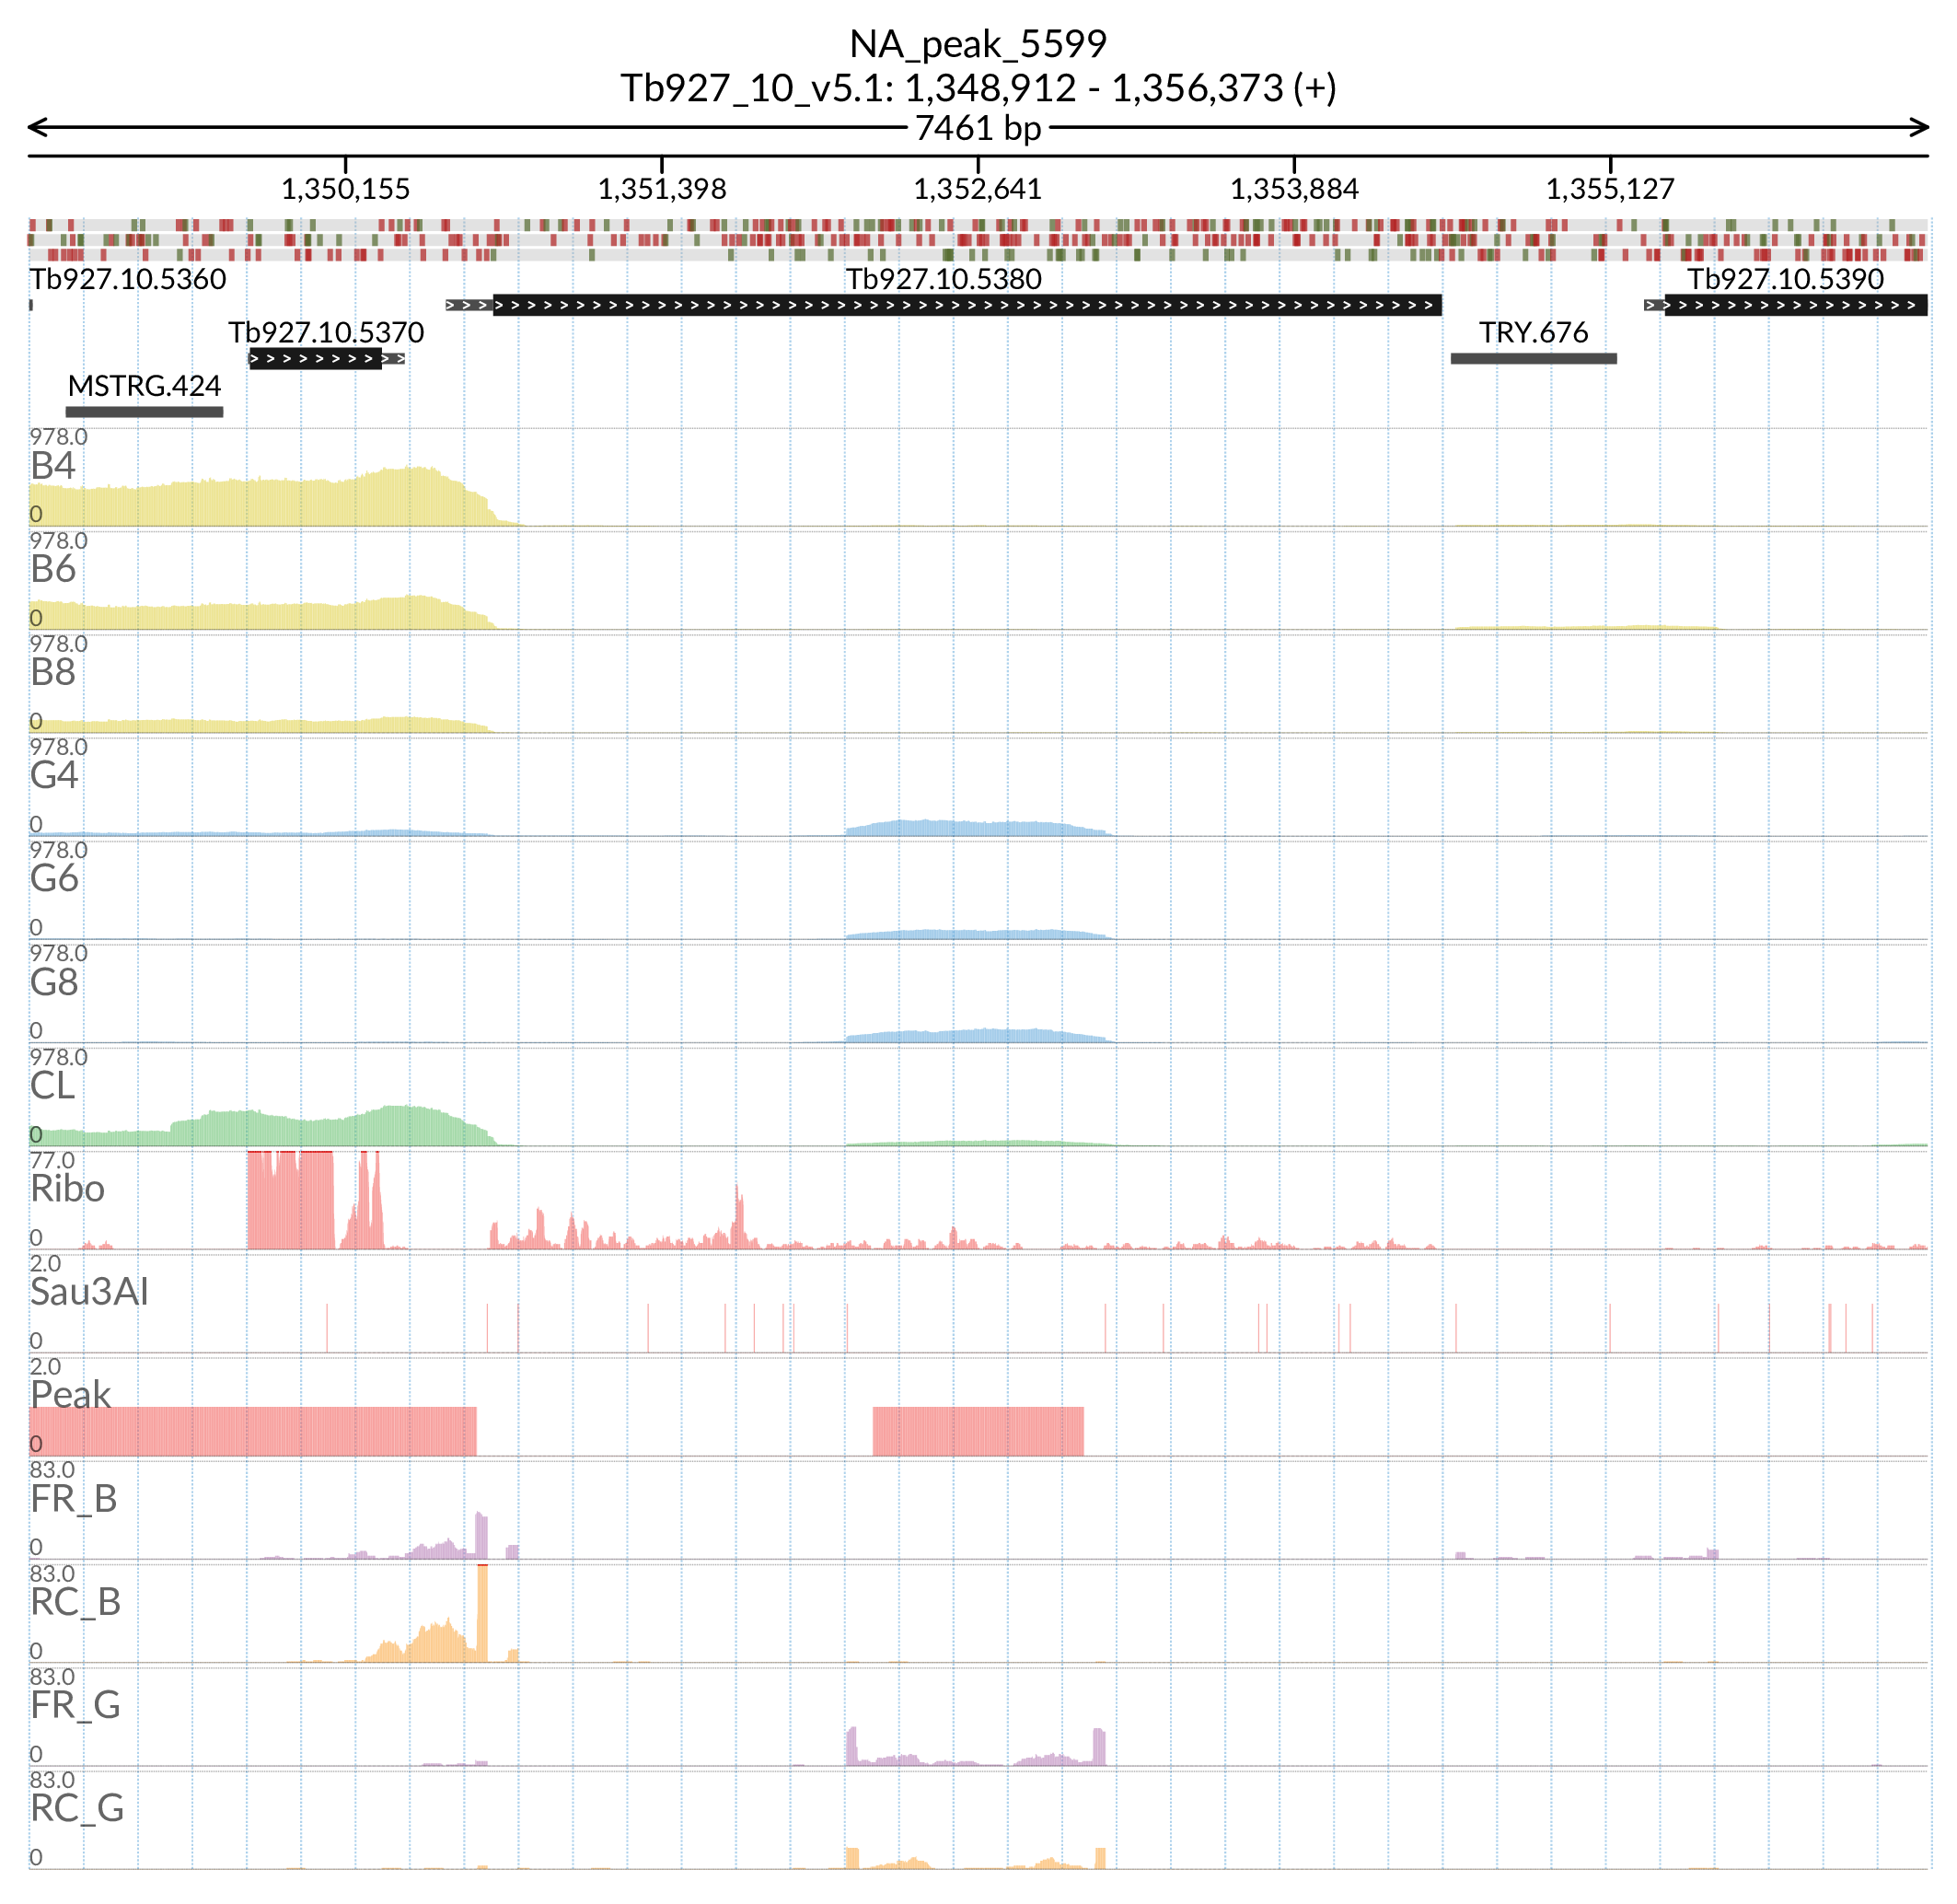 NA_peak_5599
Tb927_10_v5.1: 1,348,912 - 1,356,373 (+)
7461 bp
1,350,155 1,351,398 1,352,641 1,353,884 1,355,127
Tb927.10.5360 Tb927.10.5380 Tb927.10.5390
Tb927.10.5370 TRY.676
MSTRG.424
978.0
B4
0
978.0
B6
0
978.0
B8
0
978.0
G4
0
978.0
G6
0
978.0
G8
0
978.0
CL
0
77.0
Ribo
0
2.0
Sau3AI
0
2.0
Peak
0
83.0
FR_B
0
83.0
RC_B
0
83.0
FR_G
0
83.0
RC_G
0